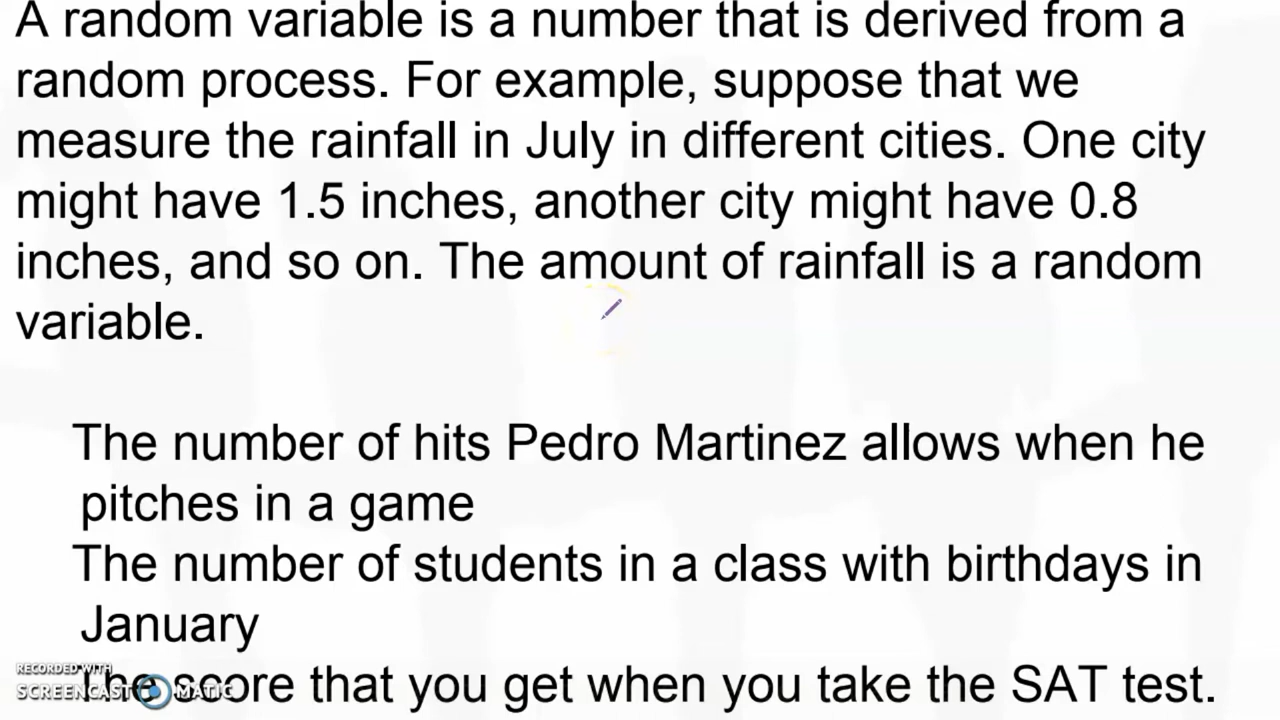 A random variable is a number that is derived from a
random process. For example, suppose that we
measure the rainfall in July in different cities. One city
might have 1.5 inches, another city might have 0.8
inches, and so on. The amount of rainfall is a random
variable.
The number of hits Pedro Martinez allows when he
pitches in a game
The number of students in a class with birthdays in
January
The score that you get when you take the SAT test.
RECORDED WITH
SCREENCAST MATIC